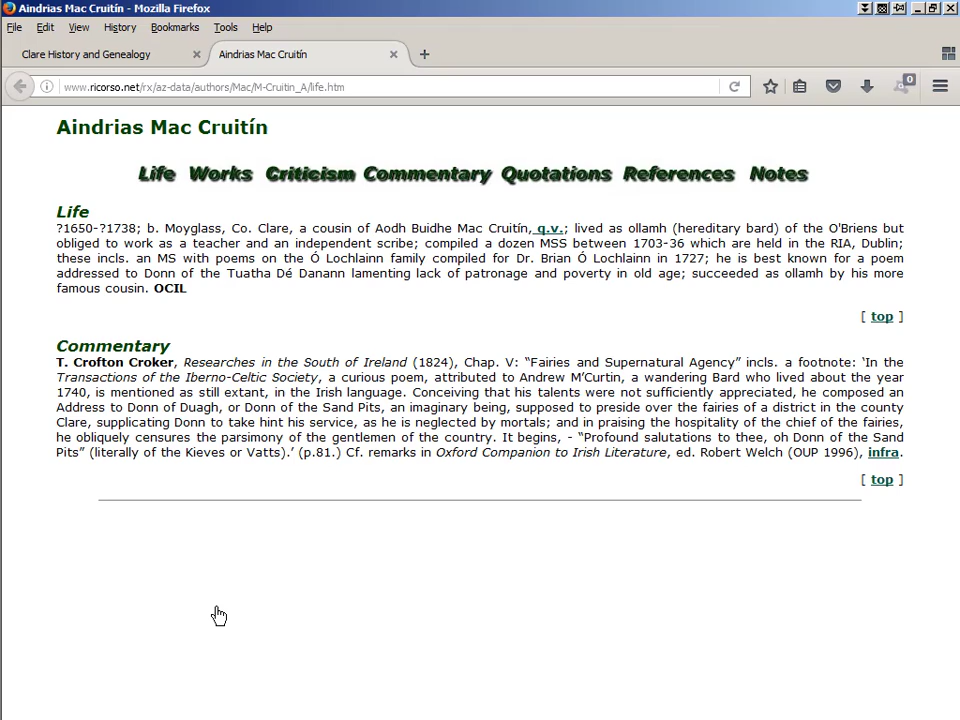 Aindrias Mac Cruitín - Mozilla Firefox
File Edit View History Bookmarks Tools Help
Clare History and Genealogy
Aindrias Mac Cruitín
www.ricorso.net/rx/az-data/authors/Mac/M-Cruitin_A/life.htm
0
Aindrias Mac Cruitín
Life Works Criticism Commentary Quotations References Notes
Life
?1650-?1738; b. Moyglass, Co. Clare, a cousin of Aodh Buidhe Mac Cruitín, q.v.; lived as ollamh (hereditary bard) of the O'Briens but
obliged to work as a teacher and an independent scribe; compiled a dozen MSS between 1703-36 which are held in the RIA, Dublin;
these incls. an MS with poems on the Ó Lochlainn family compiled for Dr. Brian Ó Lochlainn in 1727; he is best known for a poem
addressed to Donn of the Tuatha Dé Danann lamenting lack of patronage and poverty in old age; succeeded as ollamh by his more
famous cousin. OCIL
[ top ]
Commentary
T. Crofton Croker, Researches in the South of Ireland (1824), Chap. V: “Fairies and Supernatural Agency” incls. a footnote: ‘In the
Transactions of the Iberno-Celtic Society, a curious poem, attributed to Andrew M’Curtin, a wandering Bard who lived about the year
1740, is mentioned as still extant, in the Irish language. Conceiving that his talents were not sufficiently appreciated, he composed an
Address to Donn of Duagh, or Donn of the Sand Pits, an imaginary being, supposed to preside over the fairies of a district in the county
Clare, supplicating Donn to take hint his service, as he is neglected by mortals; and in praising the hospitality of the chief of the fairies,
he obliquely censures the parsimony of the gentlemen of the country. It begins, - “Profound salutations to thee, oh Donn of the Sand
Pits” (literally of the Kieves or Vatts).’ (p.81.) Cf. remarks in Oxford Companion to Irish Literature, ed. Robert Welch (OUP 1996), infra.
[ top ]